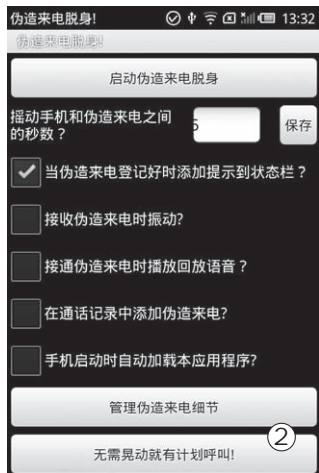 伪造来电脱身! 13:32
伪造来电脱身!
启动伪造来电脱身
摇动手机和伪造来电之间
的秒数？
5
保存
当伪造来电登记好时添加提示到状态栏？
接收伪造来电时振动?
接通伪造来电时播放回放语音？
在通话记录中添加伪造来电?
手机启动时自动加载本应用程序?
管理伪造来电细节
②
无需晃动就有计划呼叫!